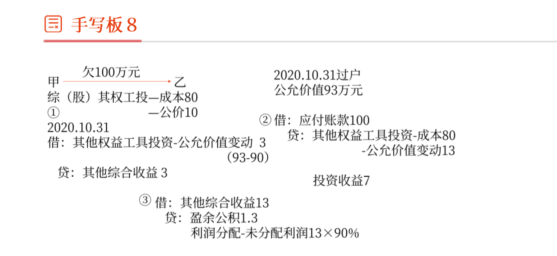 手写板 8
欠100万元
甲 乙
综（股）其权工投—成本80
① —公价10
2020.10.31
借：其他权益工具投资-公允价值变动 3
(93-90)
贷：其他综合收益 3
2020.10.31过户
公允价值93万元
② 借：应付账款100
贷：其他权益工具投资-成本80
-公允价值变动13
投资收益7
③ 借：其他综合收益13
贷：盈余公积1.3
利润分配-未分配利润13×90%